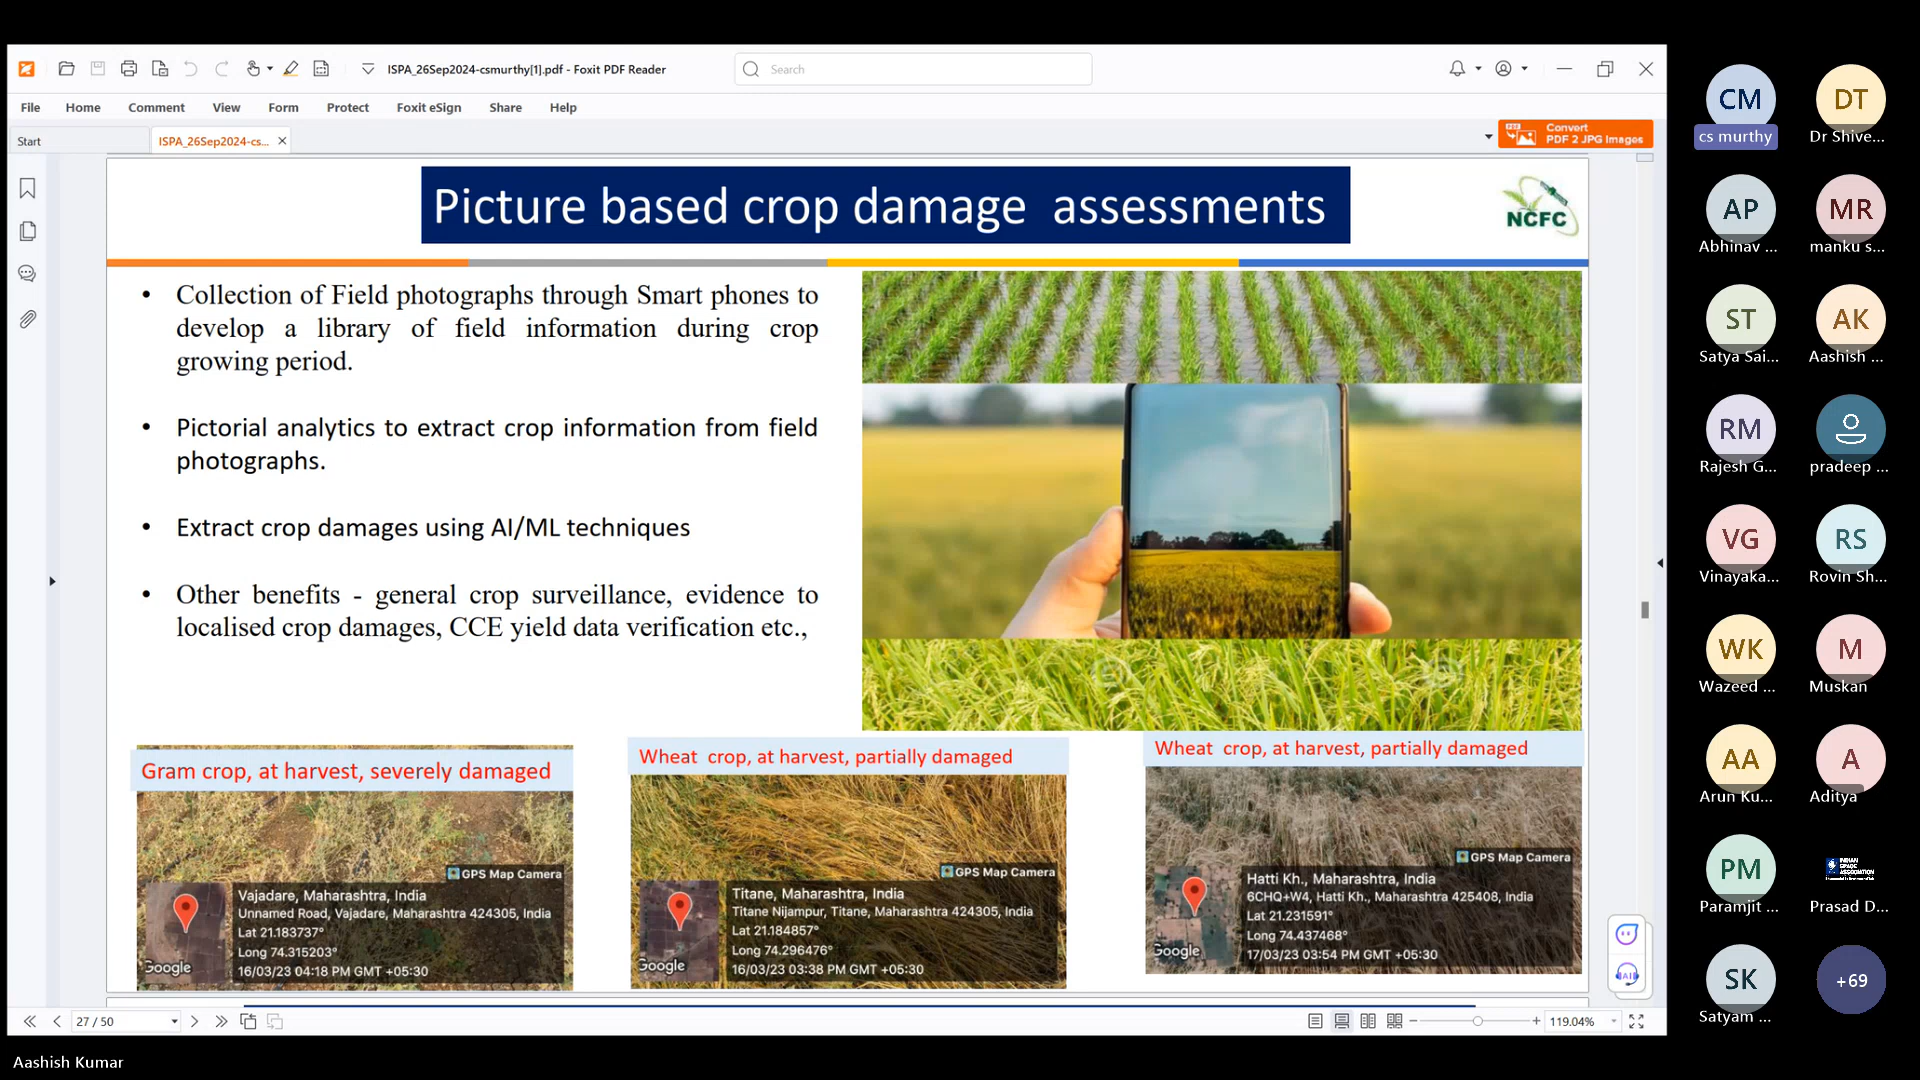 ISPA_26Sep2024-csmurthy[1].pdf - Foxit PDF Reader
Search
File Home Comment View Form Protect Foxit eSign Share Help
Start
ISPA_26Sep2024-cs...
Convert
PDF 2 JPG Images
Picture based crop damage assessments
NCFC
• Collection of Field photographs through Smart phones to
develop a library of field information during crop
growing period.
• Pictorial analytics to extract crop information from field
photographs.
• Extract crop damages using AI/ML techniques
• Other benefits - general crop surveillance, evidence to
localised crop damages, CCE yield data verification etc.,
Gram crop, at harvest, severely damaged
GPS Map Camera
Vajadare, Maharashtra, India
Unnamed Road, Vajadare, Maharashtra 424305, India
Lat 21.183737°
Long 74.315203°
16/03/23 04:18 PM GMT +05:30
Google
Wheat crop, at harvest, partially damaged
GPS Map Camera
Titane, Maharashtra, India
Titane Nijampur, Titane, Maharashtra 424305, India
Lat 21.184857°
Long 74.296476°
16/03/23 03:38 PM GMT +05:30
Google
Wheat crop, at harvest, partially damaged
GPS Map Camera
Hatti Kh., Maharashtra, India
6CHQ+W4, Hatti Kh., Maharashtra 425408, India
Lat 21.231591°
Long 74.437468°
17/03/23 03:54 PM GMT +05:30
Google
27 / 50
119.04%
Aashish Kumar
CM
cs murthy
DT
Dr Shive...
AP
Abhinav ...
MR
manku s...
ST
Satya Sai...
AK
Aashish ...
RM
Rajesh G...
pradeep ...
VG
Vinayaka...
RS
Rovin Sh...
WK
Wazeed ...
M
Muskan
AA
Arun Ku...
A
Aditya
PM
Paramjit ...
INDIAN
SPACE
ASSOCIATION
Prasad D...
SK
Satyam ...
+69